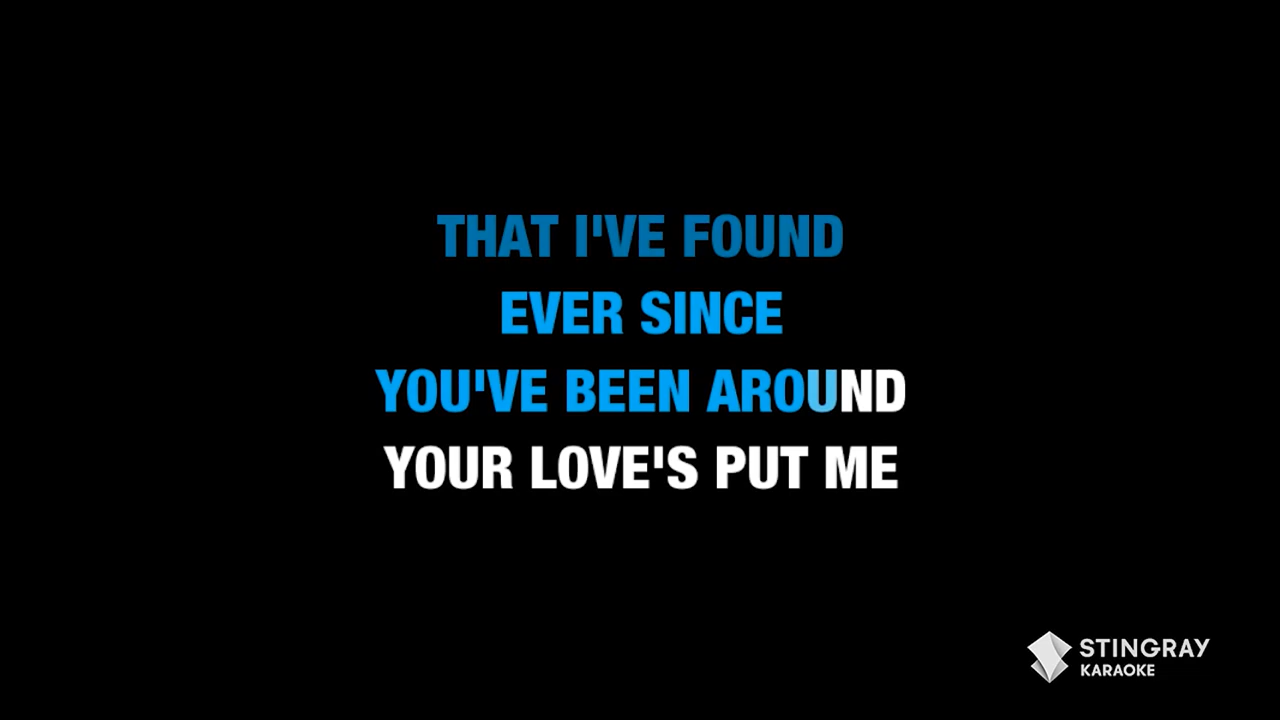 THAT I'VE FOUND
EVER SINCE
YOU'VE BEEN AROUND
YOUR LOVE'S PUT ME
STINGRAY
KARAOKE